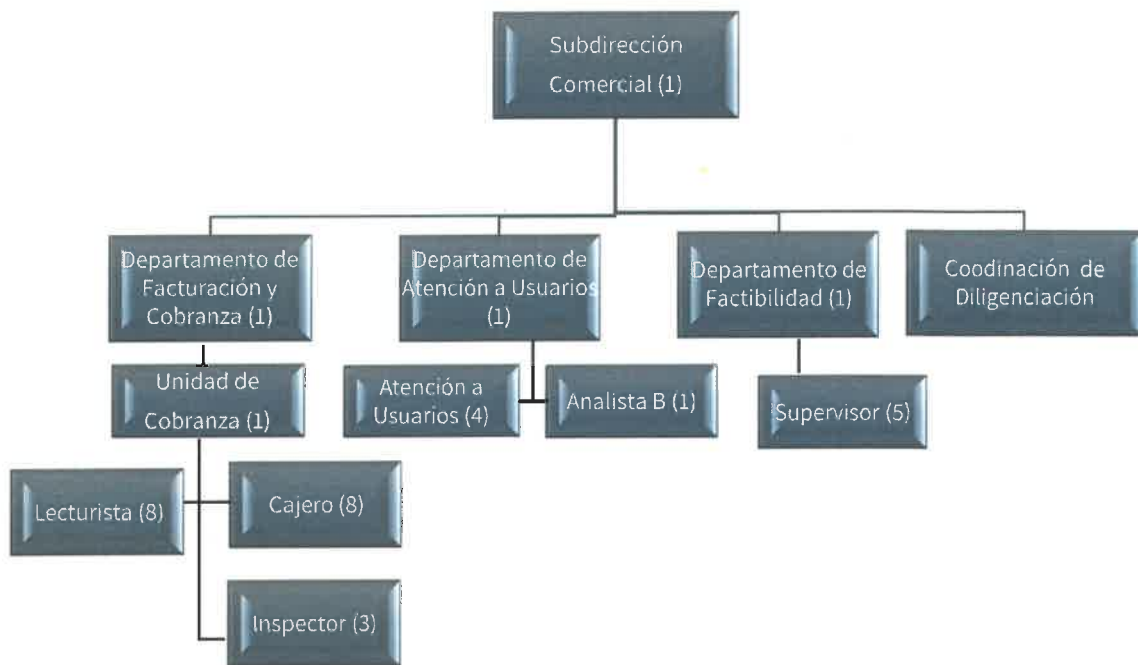 Subdirección
Comercial (1)
Departamento de
Facturación y
Cobranza (1)
Departamento de
Atención a Usuarios
(1)
Departamento de
Factibilidad (1)
Coodinación de
Diligenciación
Unidad de
Cobranza (1)
Atención a
Usuarios (4)
Analista B (1)
Supervisor (5)
Lecturista (8)
Cajero (8)
Inspector (3)